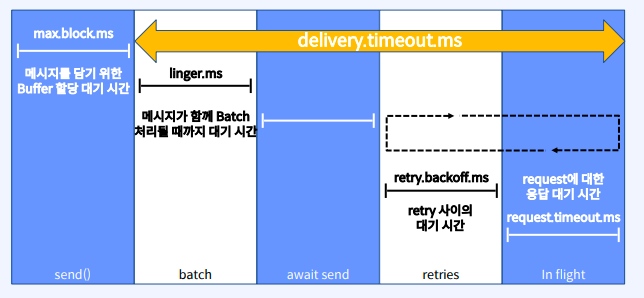 max.block.ms
메시지를 담기 위한
Buffer 할당 대기 시간
delivery.timeout.ms
linger.ms
메시지가 함께 Batch
처리될 때까지 대기 시간
retry.backoff.ms
retry 사이의
대기 시간
request에 대한
응답 대기 시간
request.timeout.ms
send()
batch
await send
retries
In flight